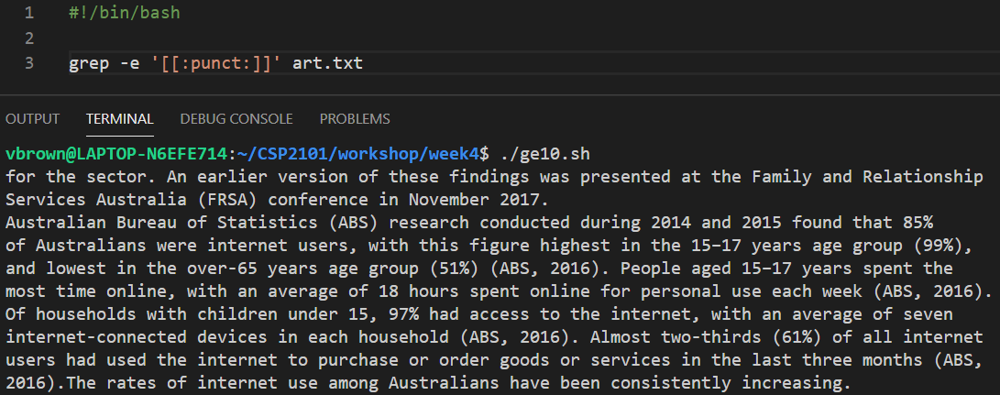 1 #!/bin/bash
2
3 grep -e '[[:punct:]]' art.txt
OUTPUT TERMINAL DEBUG CONSOLE PROBLEMS
vbrown@LAPTOP-N6EFE714:~/CSP2101/workshop/week4$ ./ge10.sh
for the sector. An earlier version of these findings was presented at the Family and Relationship
Services Australia (FRSA) conference in November 2017.
Australian Bureau of Statistics (ABS) research conducted during 2014 and 2015 found that 85%
of Australians were internet users, with this figure highest in the 15–17 years age group (99%),
and lowest in the over-65 years age group (51%) (ABS, 2016). People aged 15–17 years spent the
most time online, with an average of 18 hours spent online for personal use each week (ABS, 2016).
Of households with children under 15, 97% had access to the internet, with an average of seven
internet-connected devices in each household (ABS, 2016). Almost two-thirds (61%) of all internet
users had used the internet to purchase or order goods or services in the last three months (ABS,
2016).The rates of internet use among Australians have been consistently increasing.